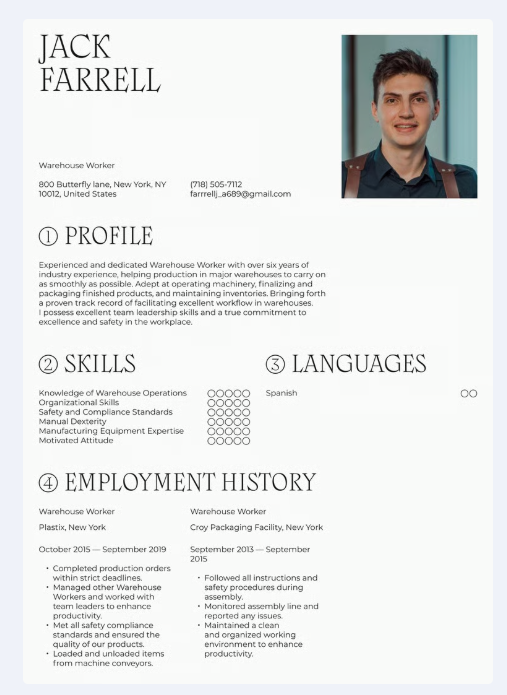 JACK
FARRELL
Warehouse Worker
800 Butterfly lane, New York, NY
10012, United States
(718) 505-7112
farrellj_a689@gmail.com
1 PROFILE
Experienced and dedicated Warehouse Worker with over six years of
industry experience, helping production in major warehouses to carry on
as smoothly as possible. Adept at operating machinery, finalizing and
packaging finished products, and maintaining inventories. Bringing forth
a proven track record of facilitating excellent workflow in warehouses.
I possess excellent team leadership skills and a true commitment to
excellence and safety in the workplace.
2 SKILLS
Knowledge of Warehouse Operations
Organizational Skills
Safety and Compliance Standards
Manual Dexterity
Manufacturing Equipment Expertise
Motivated Attitude
3 LANGUAGES
Spanish
4 EMPLOYMENT HISTORY
Warehouse Worker
Plastix, New York
October 2015 — September 2019
• Completed production orders
within strict deadlines.
• Managed other Warehouse
Workers and worked with
team leaders to enhance
productivity.
• Met all safety compliance
standards and ensured the
quality of our products.
• Loaded and unloaded items
from machine conveyors.
Warehouse Worker
Croy Packaging Facility, New York
September 2013 — September
2015
• Followed all instructions and
safety procedures during
assembly.
• Monitored assembly line and
reported any issues.
• Maintained a clean
and organized working
environment to enhance
productivity.